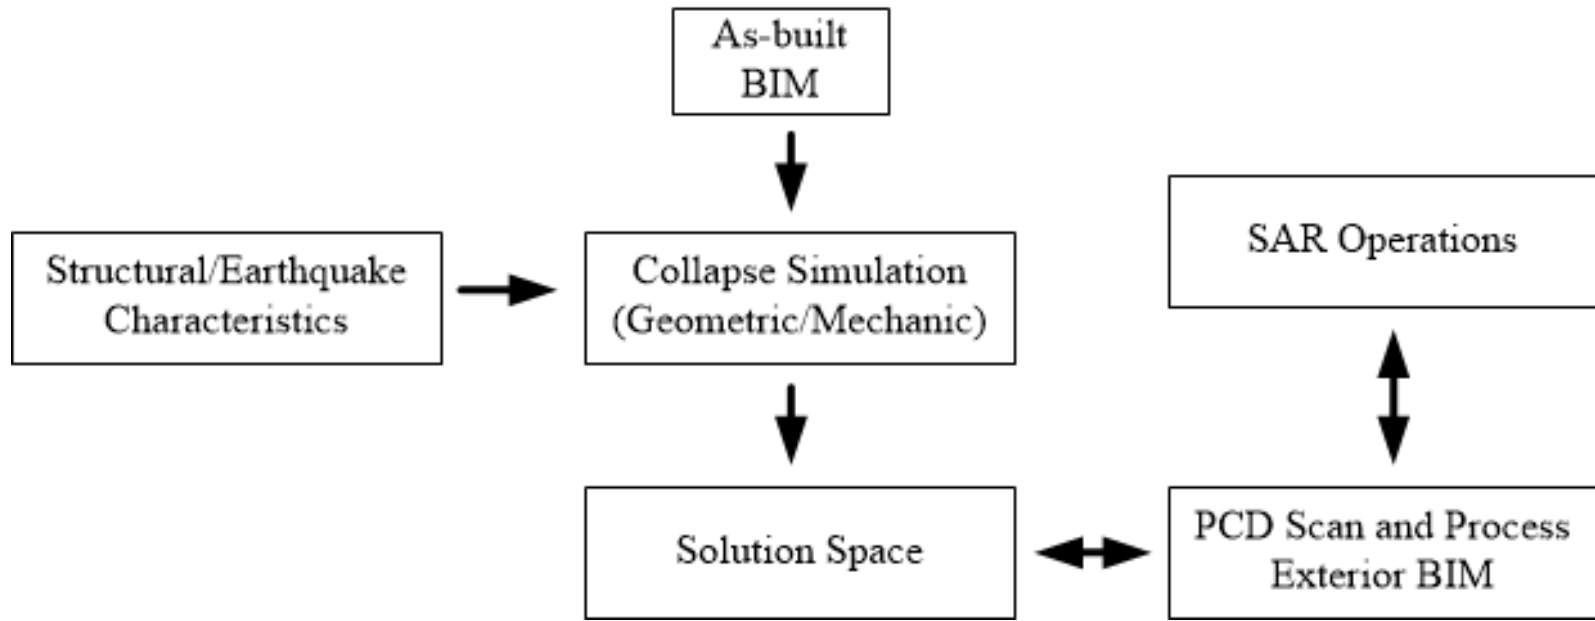 As-built
BIM
Structural/Earthquake
Characteristics
Collapse Simulation
(Geometric/Mechanic)
SAR Operations
Solution Space
PCD Scan and Process
Exterior BIM